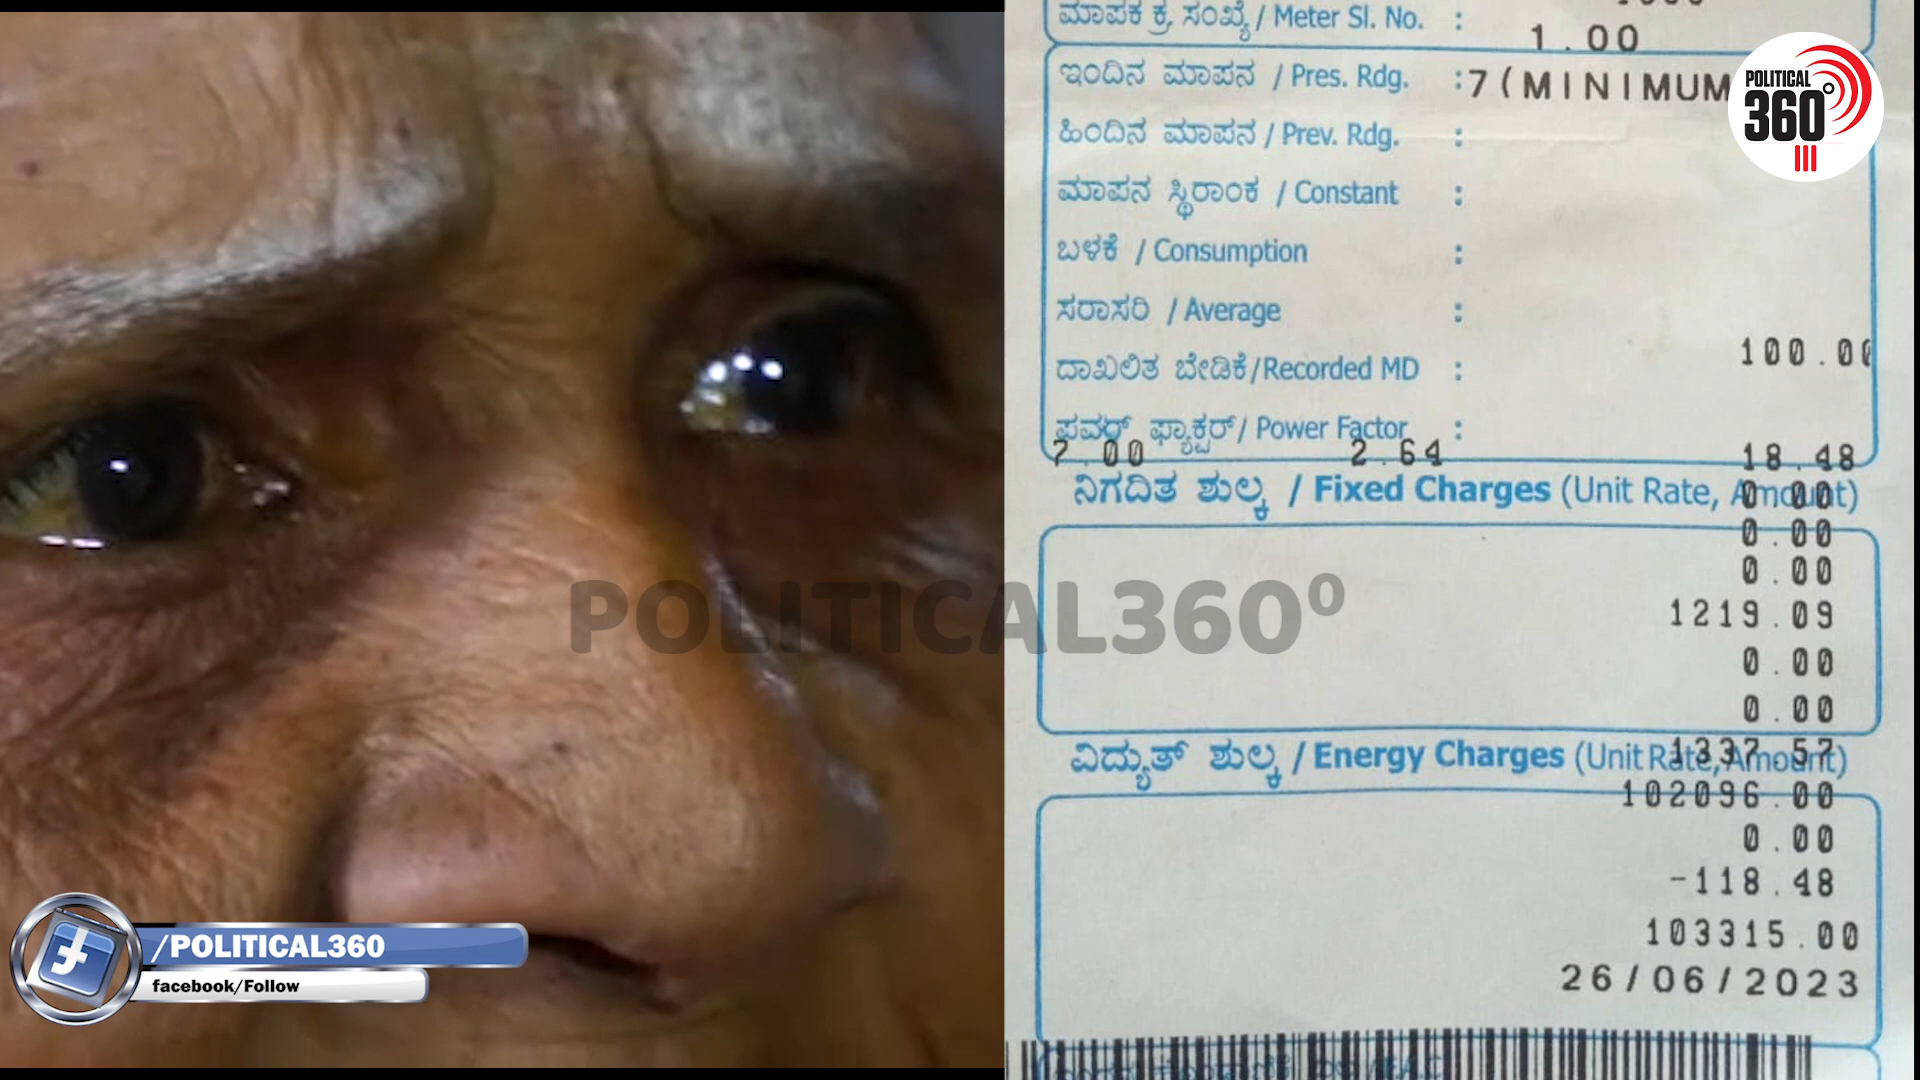 ಮಾಪಕ ಕ್ರ ಸಂಖ್ಯೆ / Meter Sl. No. :
1.00
ಇಂದಿನ ಮಾಪನ / Pres. Rdg. : 7(MINIMUM
ಹಿಂದಿನ ಮಾಪನ / Prev. Rdg. :
ಮಾಪನ ಸ್ಥಿರಾಂಕ / Constant :
ಬಳಕೆ / Consumption :
ಸರಾಸರಿ / Average :
100.00
ದಾಖಲಿತ ಬೇಡಿಕೆ/Recorded MD :
ಪವರ್ ಫ್ಯಾಕ್ಟರ್/ Power Factor :
7.00 2.64 18.48
ನಿಗದಿತ ಶುಲ್ಕ / Fixed Charges (Unit Rate, Amount)
0.00
0.00
0.00
1219.09
0.00
0.00
ವಿದ್ಯುತ್ ಶುಲ್ಕ / Energy Charges (Unit Rate, Amount)
1337.57
102096.00
0.00
-118.48
103315.00
26/06/2023
POLITICAL
360°
POLITICAL360°
/POLITICAL360
facebook/Follow